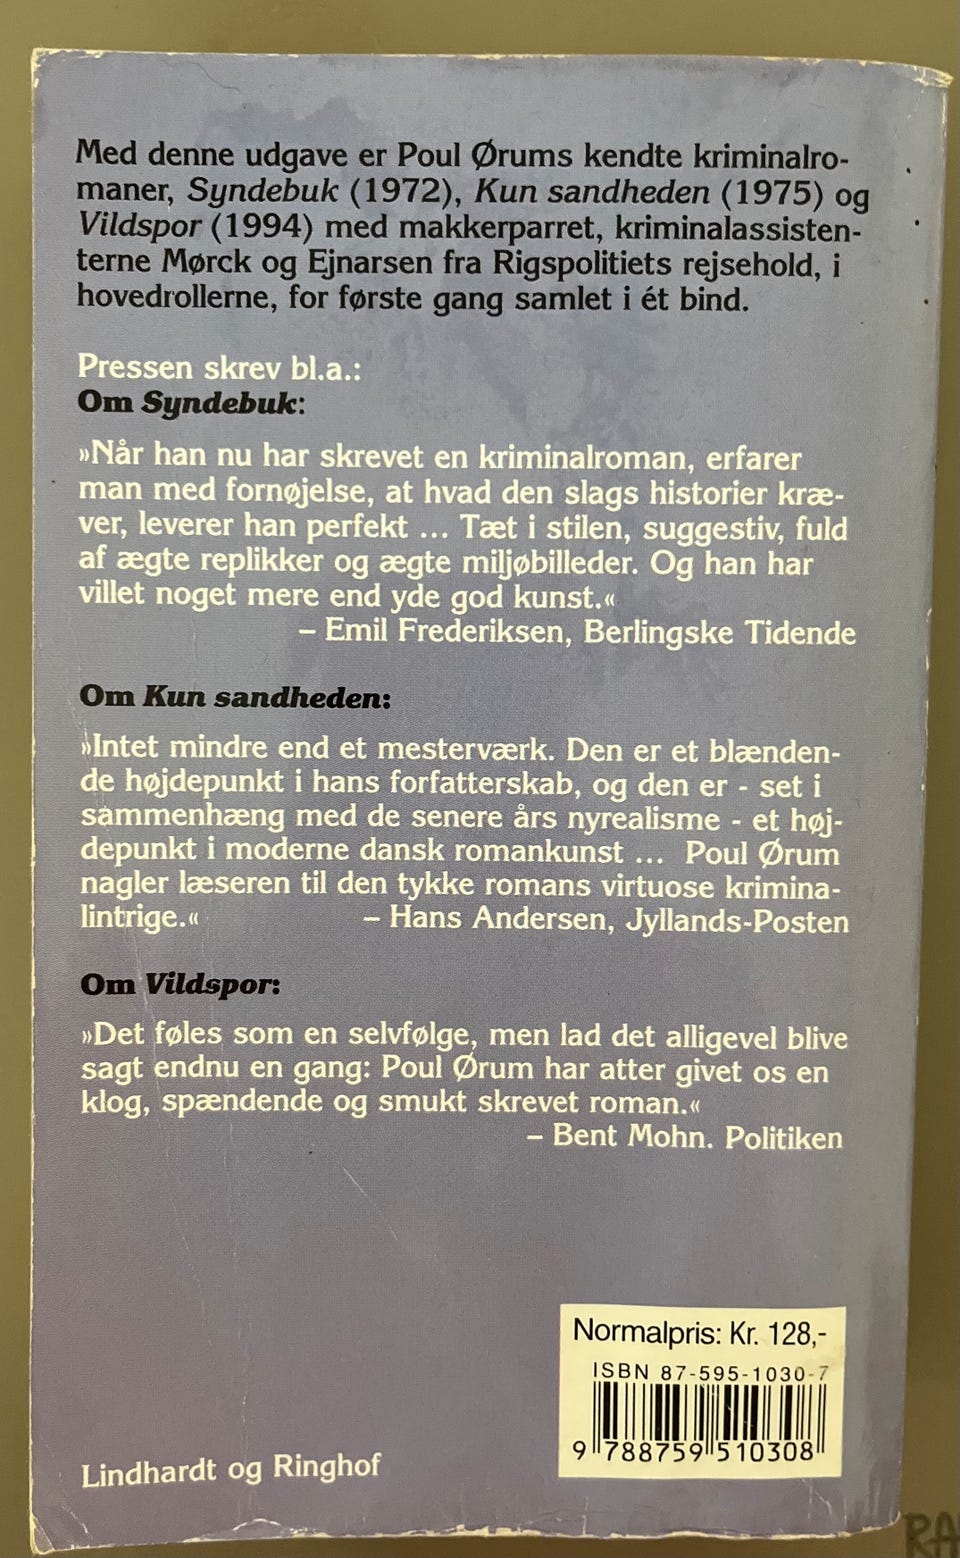 Med denne udgave er Poul Ørums kendte kriminalro-
maner, Syndebuk (1972), Kun sandheden (1975) og
Vildspor (1994) med makkerparret, kriminalassisten-
terne Mørck og Ejnarsen fra Rigspolitiets rejsehold, i
hovedrollerne, for første gang samlet i ét bind.
Pressen skrev bl.a.:
Om Syndebuk:
»Når han nu har skrevet en kriminalroman, erfarer
man med fornøjelse, at hvad den slags historier kræ-
ver, leverer han perfekt ... Tæt i stilen, suggestiv, fuld
af ægte replikker og ægte miljøbilleder. Og han har
villet noget mere end yde god kunst.«
– Emil Frederiksen, Berlingske Tidende
Om Kun sandheden:
»Intet mindre end et mesterværk. Den er et blænden-
de højdepunkt i hans forfatterskab, og den er - set i
sammenhæng med de senere års nyrealisme - et høj-
depunkt i moderne dansk romankunst ... Poul Ørum
nagler læseren til den tykke romans virtuose krimina-
lintrige.« – Hans Andersen, Jyllands-Posten
Om Vildspor:
»Det føles som en selvfølge, men lad det alligevel blive
sagt endnu en gang: Poul Ørum har atter givet os en
klog, spændende og smukt skrevet roman.«
– Bent Mohn. Politiken
Normalpris: Kr. 128,-
ISBN 87-595-1030-7
9 788759 510308
Lindhardt og Ringhof